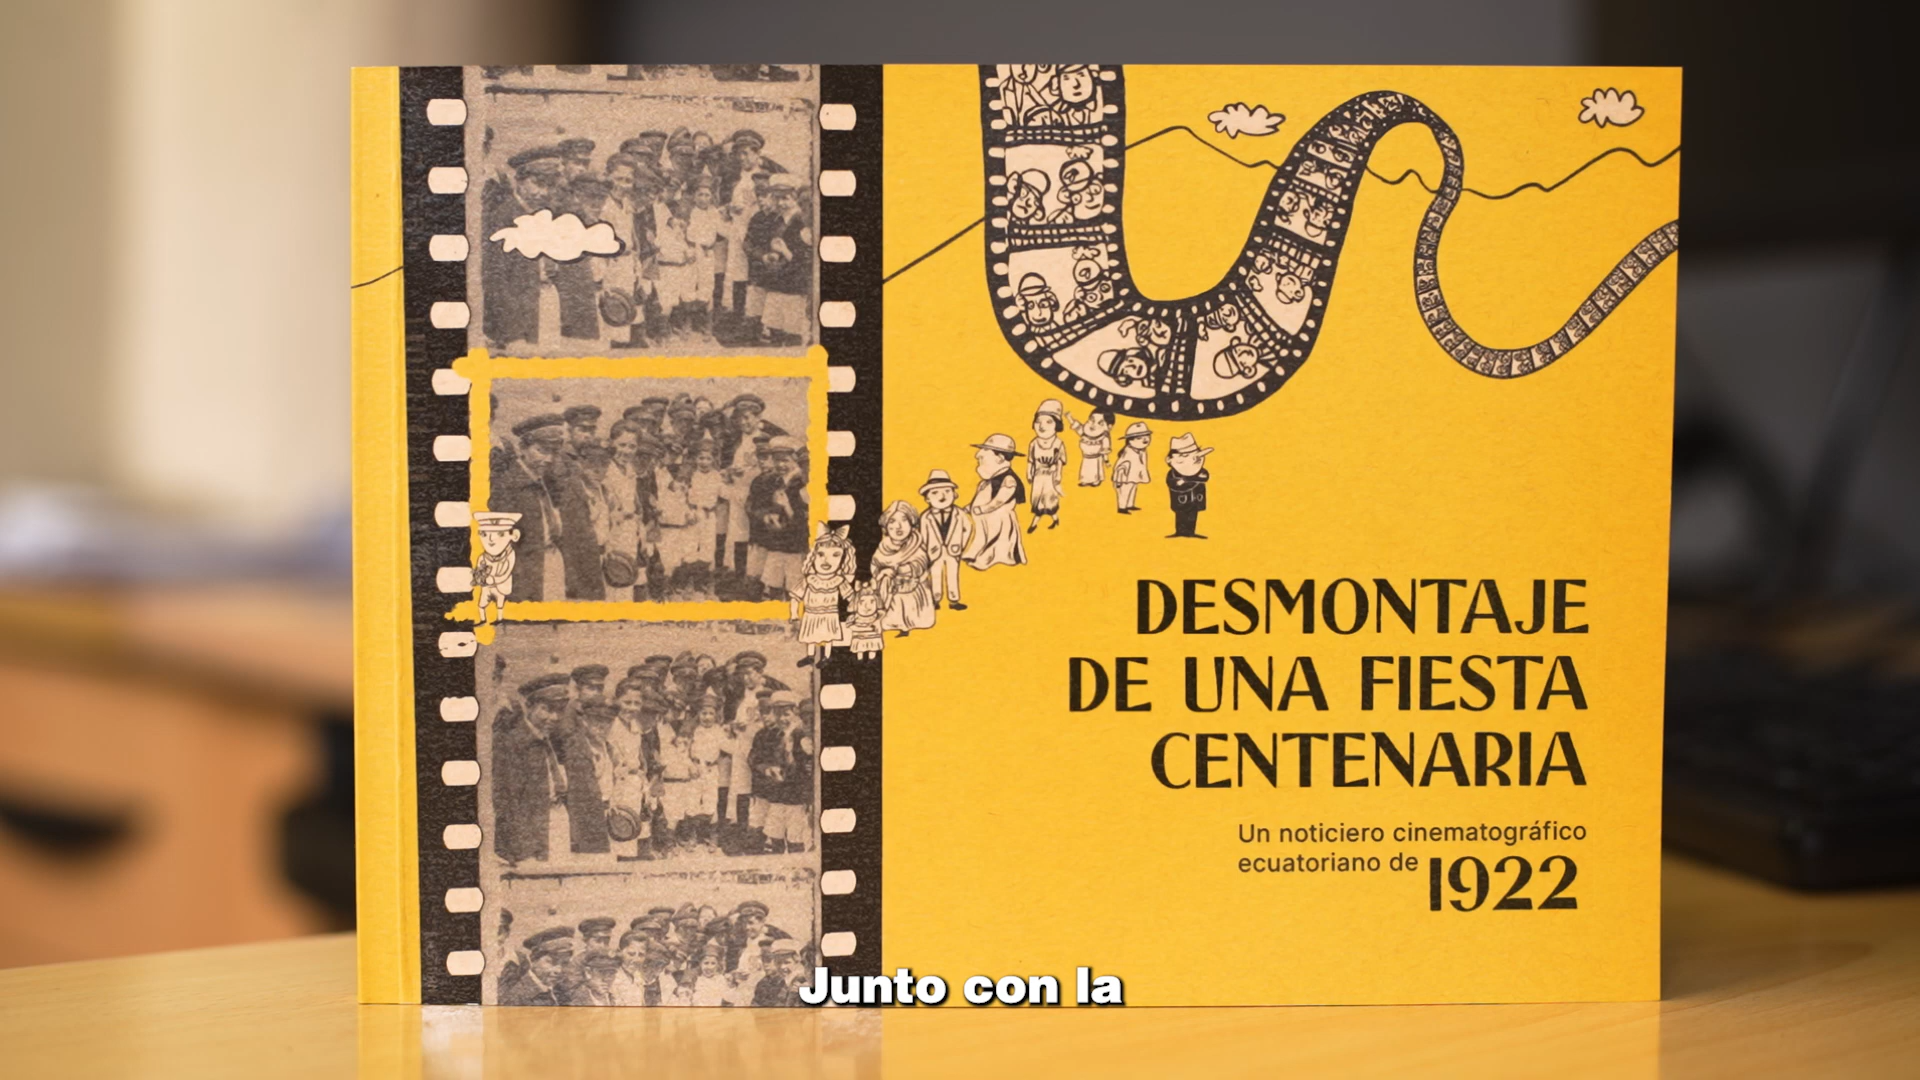 DESMONTAJE
DE UNA FIESTA
CENTENARIA
Un noticiero cinematográfico
ecuatoriano de 1922
Junto con la